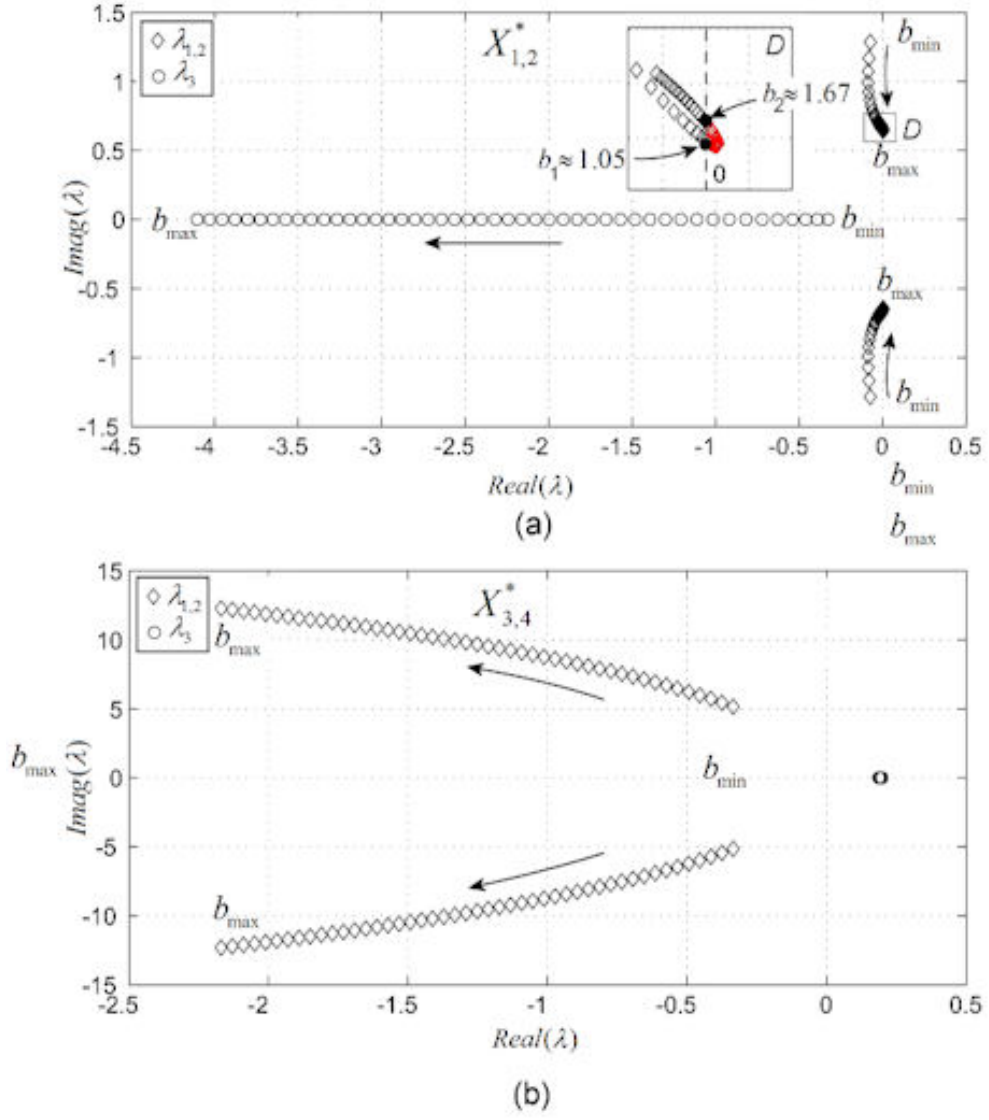 1.5
λ1,2
λ3
X*1,2
D
bmin
1
b2≈1.67
D
0.5
b1≈1.05
0
bmax
Imag(λ)
0
bmax
bmin
-0.5
bmax
-1
bmin
-1.5
-4.5 -4 -3.5 -3 -2.5 -2 -1.5 -1 -0.5 0 0.5
Real(λ)
bmin
(a)
bmax
15
λ1,2
λ3
X*3,4
10
bmax
5
bmax
Imag(λ)
0
bmin
-5
-10
bmax
-15
-2.5 -2 -1.5 -1 -0.5 0 0.5
Real(λ)
(b)